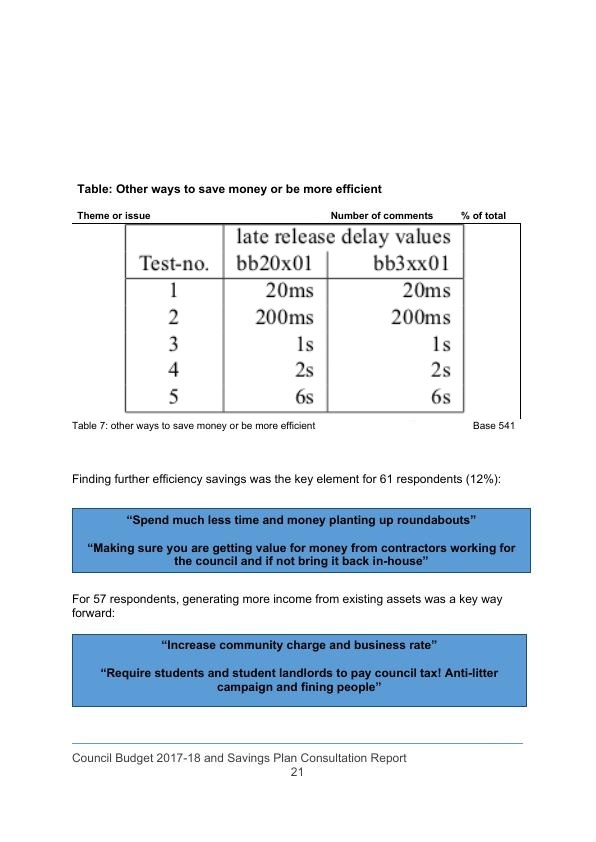 Table: Other ways to save money or be more efficient
Theme or issue Number of comments % of total
late release delay values
Test-no. bb20x01 bb3xx01
1 20ms 20ms
2 200ms 200ms
3 1s 1s
4 2s 2s
5 6s 6s
Table 7: other ways to save money or be more efficient Base 541
Finding further efficiency savings was the key element for 61 respondents (12%):
“Spend much less time and money planting up roundabouts”
“Making sure you are getting value for money from contractors working for
the council and if not bring it back in-house”
For 57 respondents, generating more income from existing assets was a key way
forward:
“Increase community charge and business rate”
“Require students and student landlords to pay council tax! Anti-litter
campaign and fining people”
Council Budget 2017-18 and Savings Plan Consultation Report
21